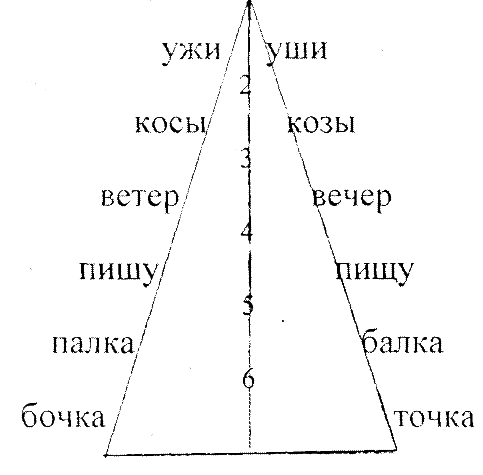 ужи уши
2
косы козы
3
ветер вечер
4
пишу пищу
5
палка балка
6
бочка точка